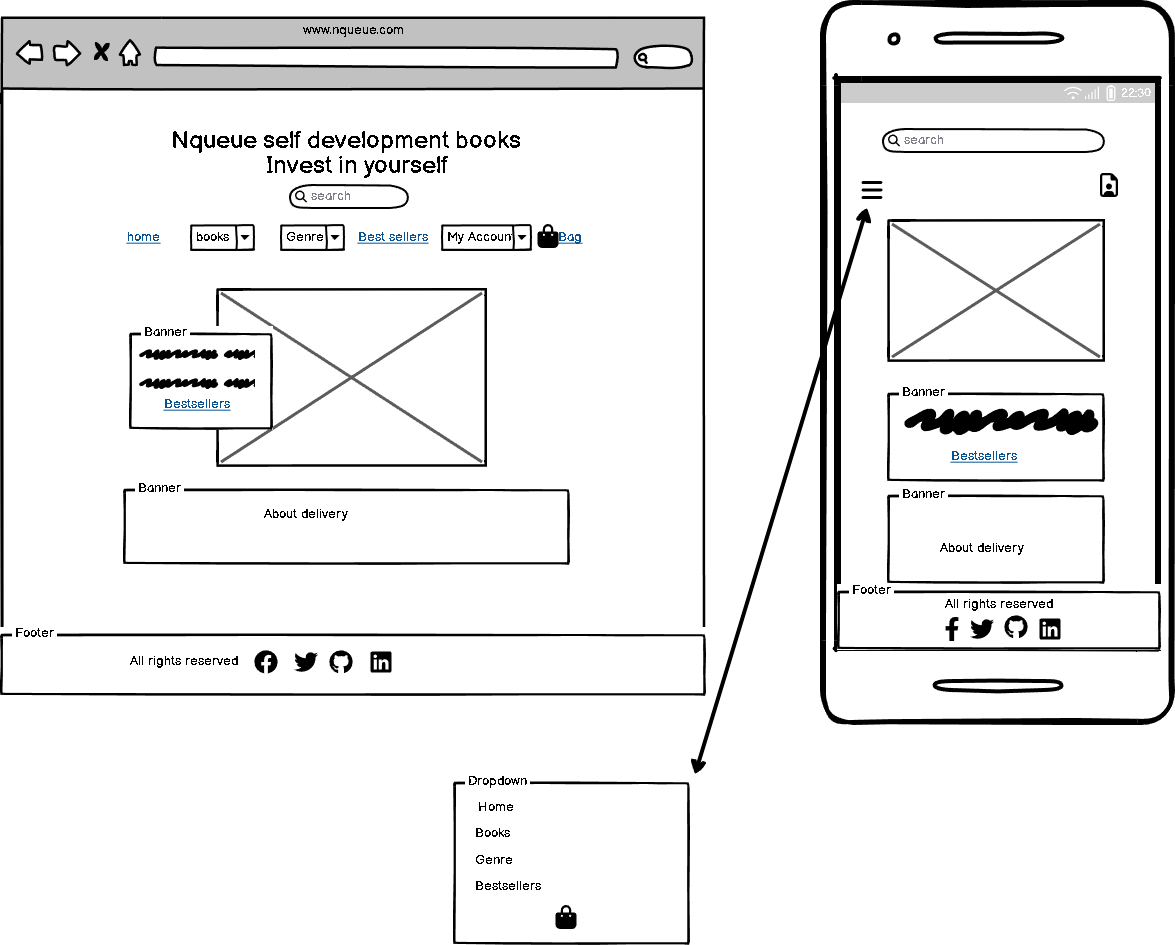 www.nqueue.com
Nqueue self development books
Invest in yourself
search
home books Genre Best sellers My Accoun Bag
Banner
Bestsellers
Banner
About delivery
Footer
All rights reserved
22:30
search
Banner
Bestsellers
Banner
About delivery
Footer
All rights reserved
Dropdown
Home
Books
Genre
Bestsellers